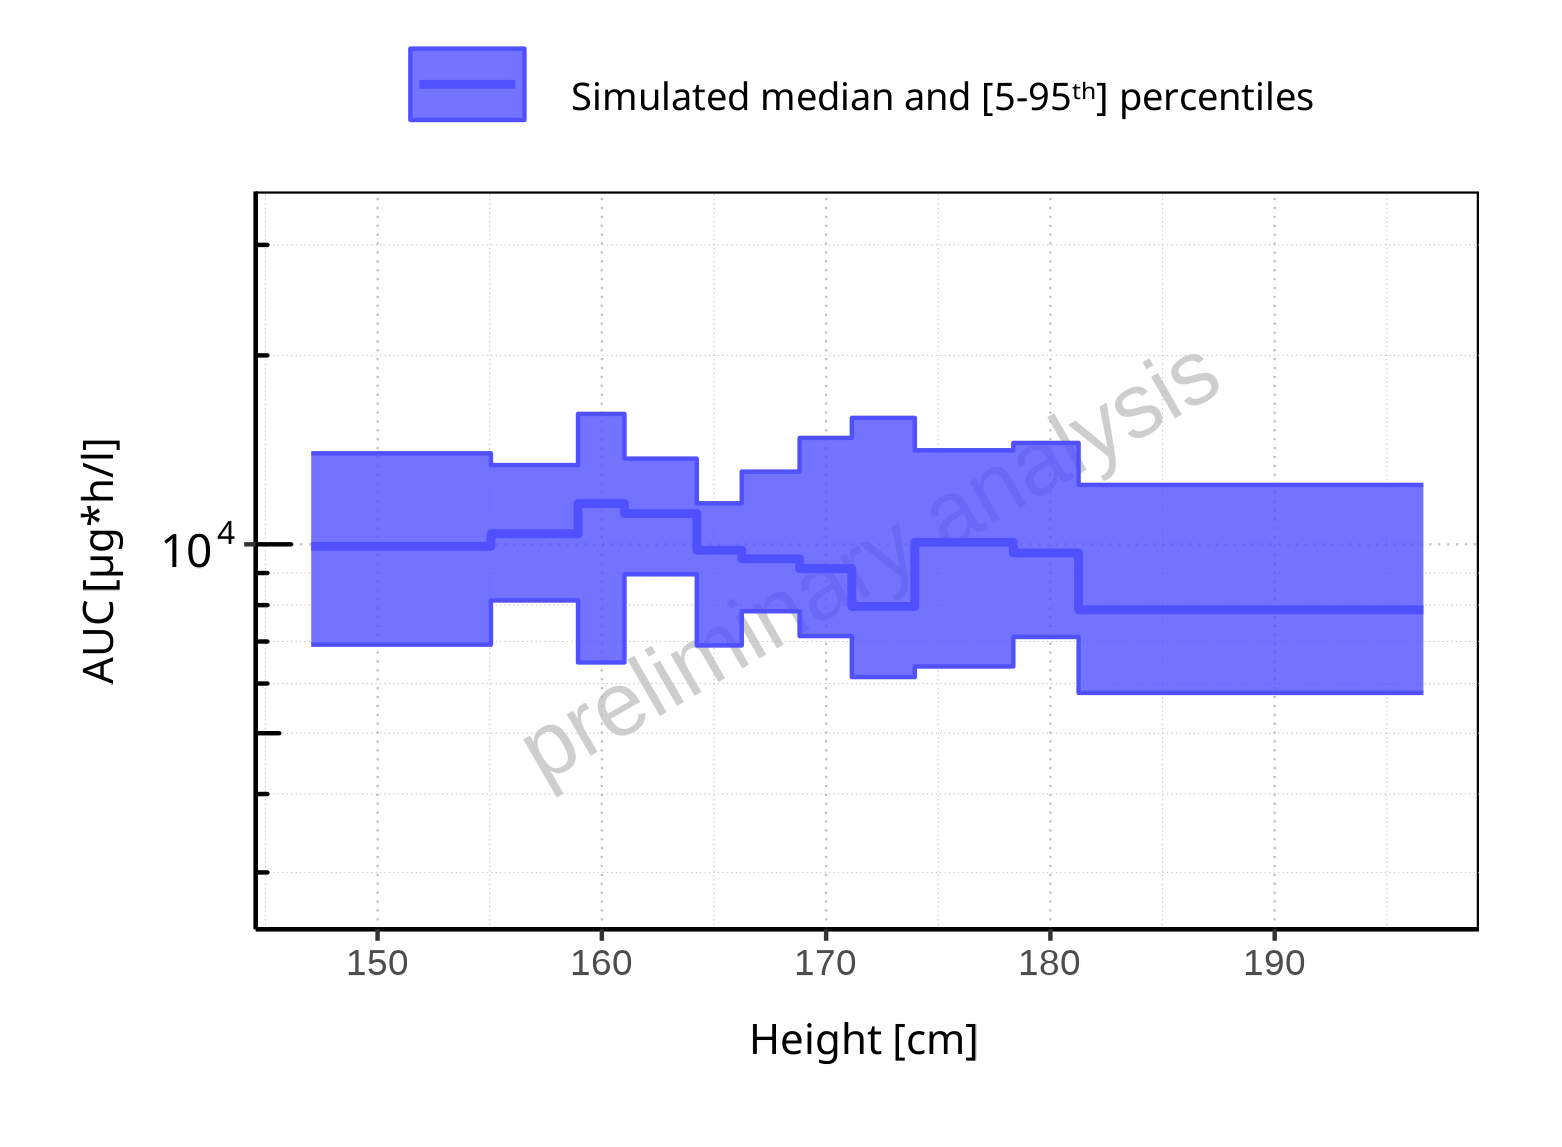 Simulated median and [5-95ᵗʰ] percentiles
AUC [µg*h/l]
10⁴
preliminary analysis
150 160 170 180 190
Height [cm]